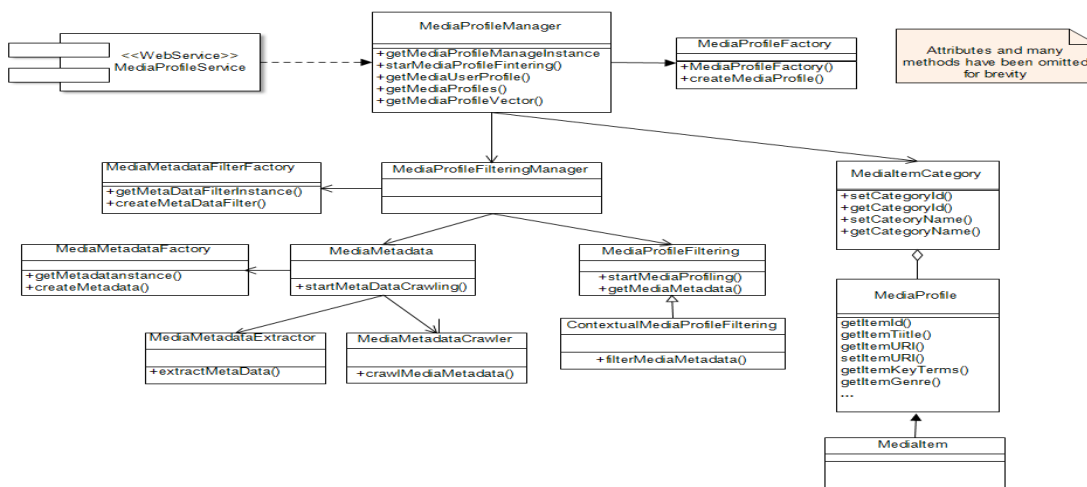 MediaProfileManager
+getMediaProfileManageInstance
+starMediaProfileFintering()
+getMediaUserProfile()
+getMediaProfiles()
+getMediaProfileVector()
<<WebService>>
MediaProfileService
MediaProfileFactory
+MediaProfileFactory()
+createMediaProfile()
Attributes and many
methods have been omitted
for brevity
MediaMetadataFilterFactory
+getMetaDataFilterInstance()
+createMetaDataFilter()
MediaProfileFilteringManager
MediaItemCategory
+setCategoryId()
+getCategoryId()
+setCateoryName()
+getCategoryName()
MediaMetadataFactory
+getMetadatanstance()
+createMetadata()
MediaMetadata
+startMetaDataCrawling()
MediaProfileFiltering
+startMediaProfiling()
+getMediaMetadata()
MediaProfile
getItemId()
getItemTiitle()
getItemURI()
setItemURI()
getItemKeyTerms()
getItemGenre()
...
MediaMetadataExtractor
+extractMetaData()
MediaMetadataCrawler
+crawlMediaMetadata()
ContextualMediaProfileFiltering
+filterMediaMetadata()
MediaItem